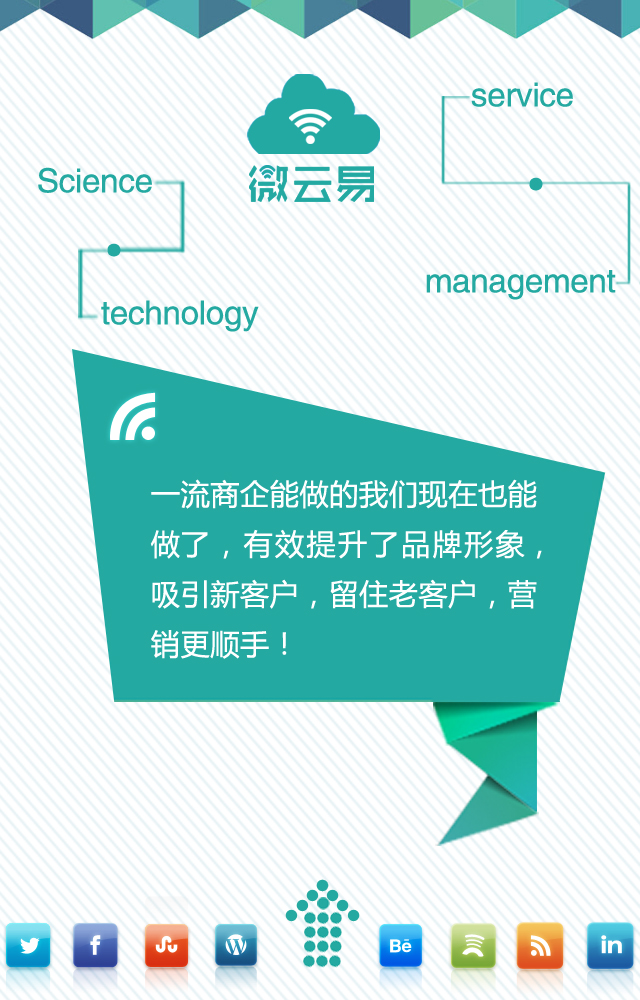 service
Science
微云易
management
technology
一流商企能做的我们现在也能
做了，有效提升了品牌形象，
吸引新客户，留住老客户，营
销更顺手！
Bē
in